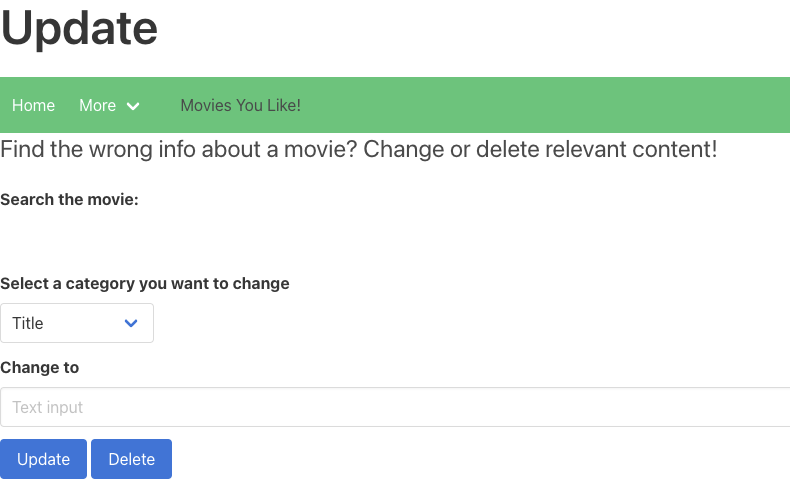 Update
Home More Movies You Like!
Find the wrong info about a movie? Change or delete relevant content!
Search the movie:
Select a category you want to change
Title
Change to
Text input
Update Delete